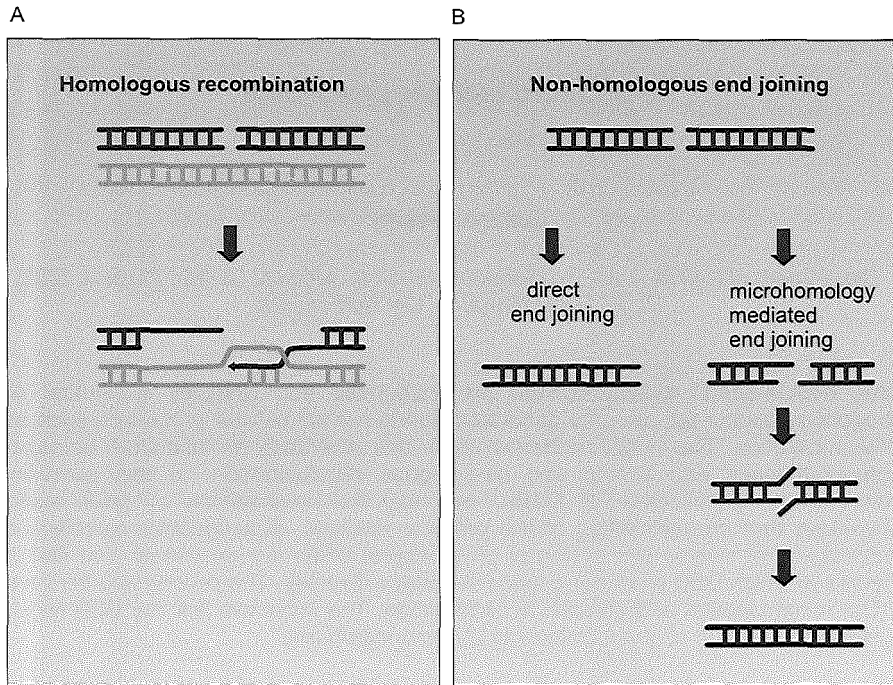 A
Homologous recombination
B
Non-homologous end joining
direct
end joining
microhomology
mediated
end joining